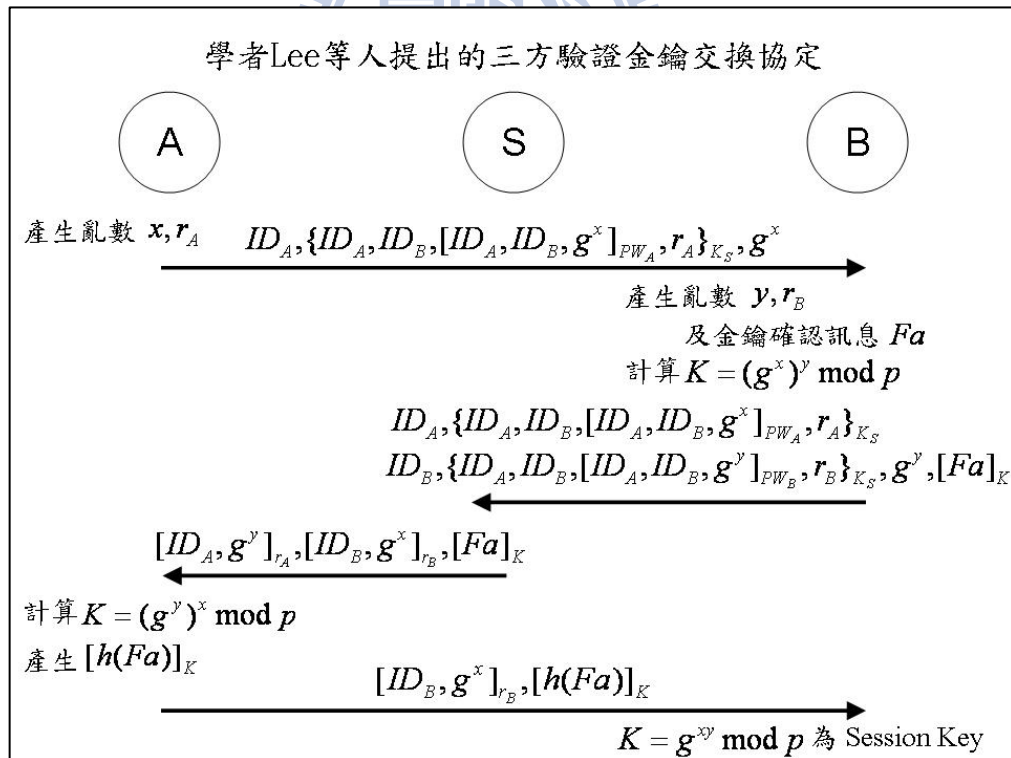 學者Lee等人提出的三方驗證金鑰交換協定
A
S
B
產生亂數 x, r_A
ID_A,{ID_A,ID_B,[ID_A,ID_B,g^x]_{PW_A},r_A}_{K_S},g^x
產生亂數 y, r_B
及金鑰確認訊息 Fa
計算 K = (g^x)^y mod p
ID_A,{ID_A,ID_B,[ID_A,ID_B,g^x]_{PW_A},r_A}_{K_S}
ID_B,{ID_A,ID_B,[ID_A,ID_B,g^y]_{PW_B},r_B}_{K_S},g^y,[Fa]_K
[ID_A,g^y]_{r_A},[ID_B,g^x]_{r_B},[Fa]_K
計算 K = (g^y)^x mod p
產生 [h(Fa)]_K
[ID_B,g^x]_{r_B},[h(Fa)]_K
K = g^{xy} mod p 為 Session Key